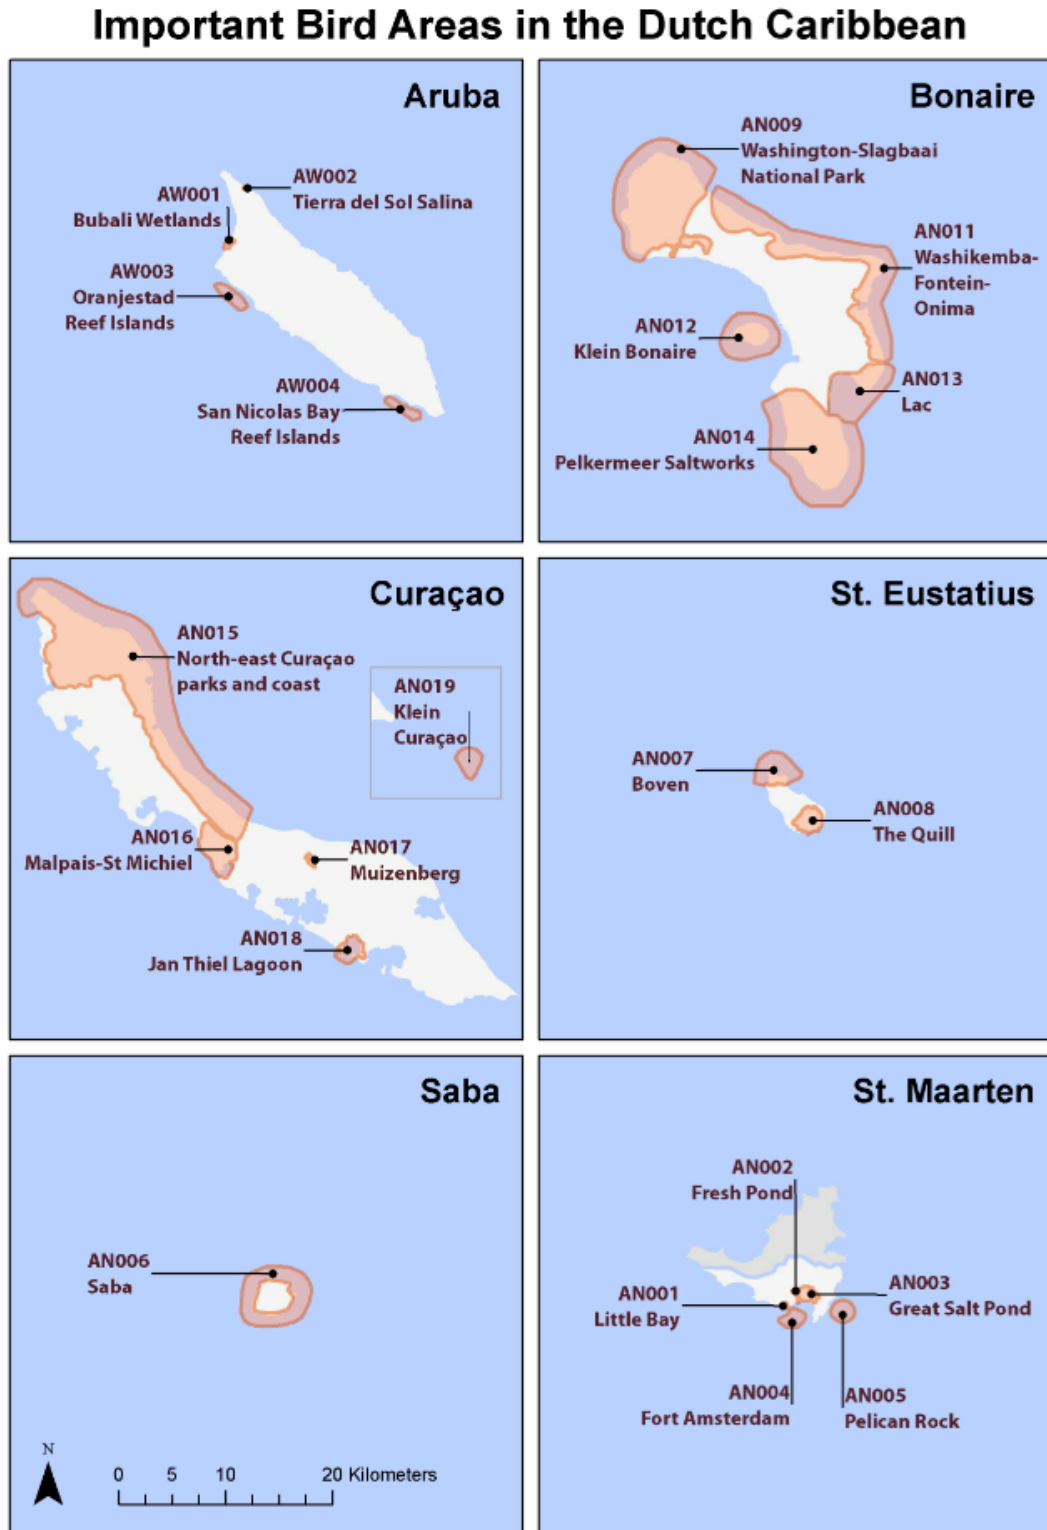 Important Bird Areas in the Dutch Caribbean
Aruba
AW002
Tierra del Sol Salina
AW001
Bubali Wetlands
AW003
Oranjestad
Reef Islands
AW004
San Nicolas Bay
Reef Islands
Bonaire
AN009
Washington-Slagbaai
National Park
AN011
Washikemba-
Fontein-
Onima
AN012
Klein Bonaire
AN013
Lac
AN014
Pelkermeer Saltworks
Curaçao
AN015
North-east Curaçao
parks and coast
AN019
Klein
Curaçao
AN016
Malpais-St Michiel
AN017
Muizenberg
AN018
Jan Thiel Lagoon
St. Eustatius
AN007
Boven
AN008
The Quill
Saba
AN006
Saba
N
0 5 10 20 Kilometers
St. Maarten
AN002
Fresh Pond
AN001
Little Bay
AN003
Great Salt Pond
AN004
Fort Amsterdam
AN005
Pelican Rock